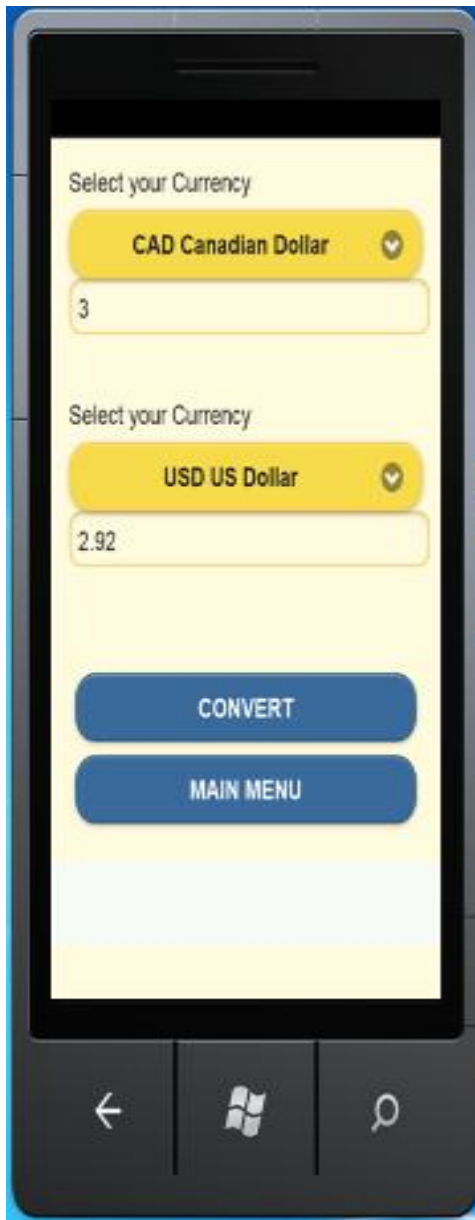 Select your Currency
CAD Canadian Dollar
3
Select your Currency
USD US Dollar
2.92
CONVERT
MAIN MENU